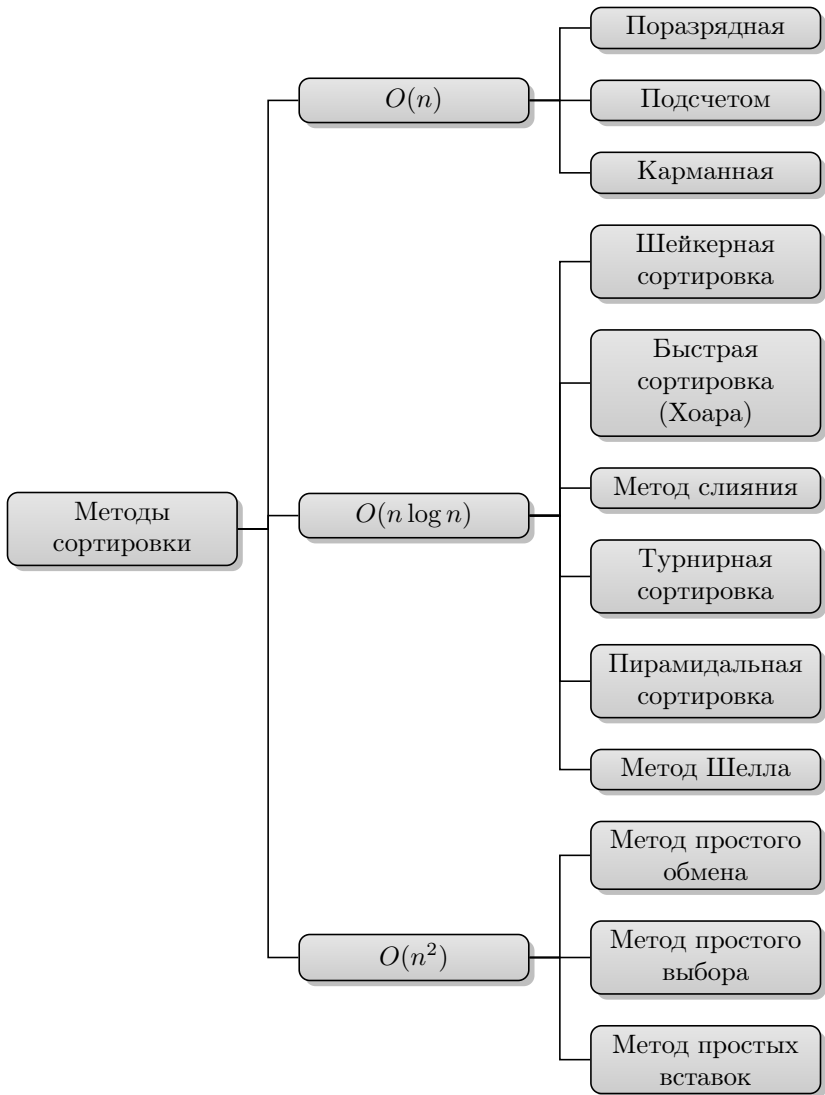 Методы
сортировки
O(n)
Поразрядная
Подсчетом
Карманная
O(n log n)
Шейкерная
сортировка
Быстрая
сортировка
(Хоара)
Метод слияния
Турнирная
сортировка
Пирамидальная
сортировка
Метод Шелла
O(n²)
Метод простого
обмена
Метод простого
выбора
Метод простых
вставок